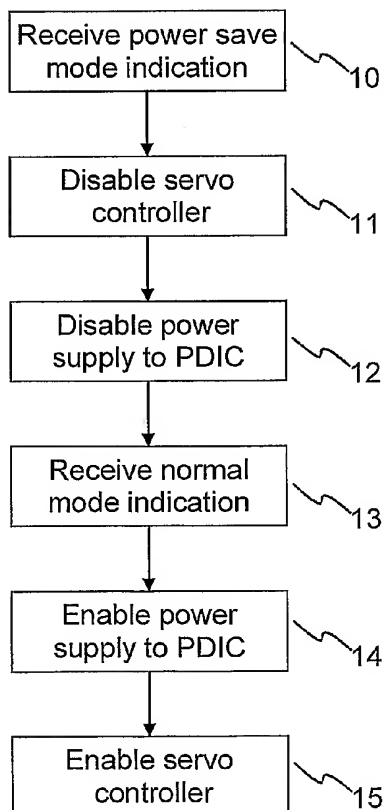 Receive power save
mode indication
10
Disable servo
controller
11
Disable power
supply to PDIC
12
Receive normal
mode indication
13
Enable power
supply to PDIC
14
Enable servo
controller
15